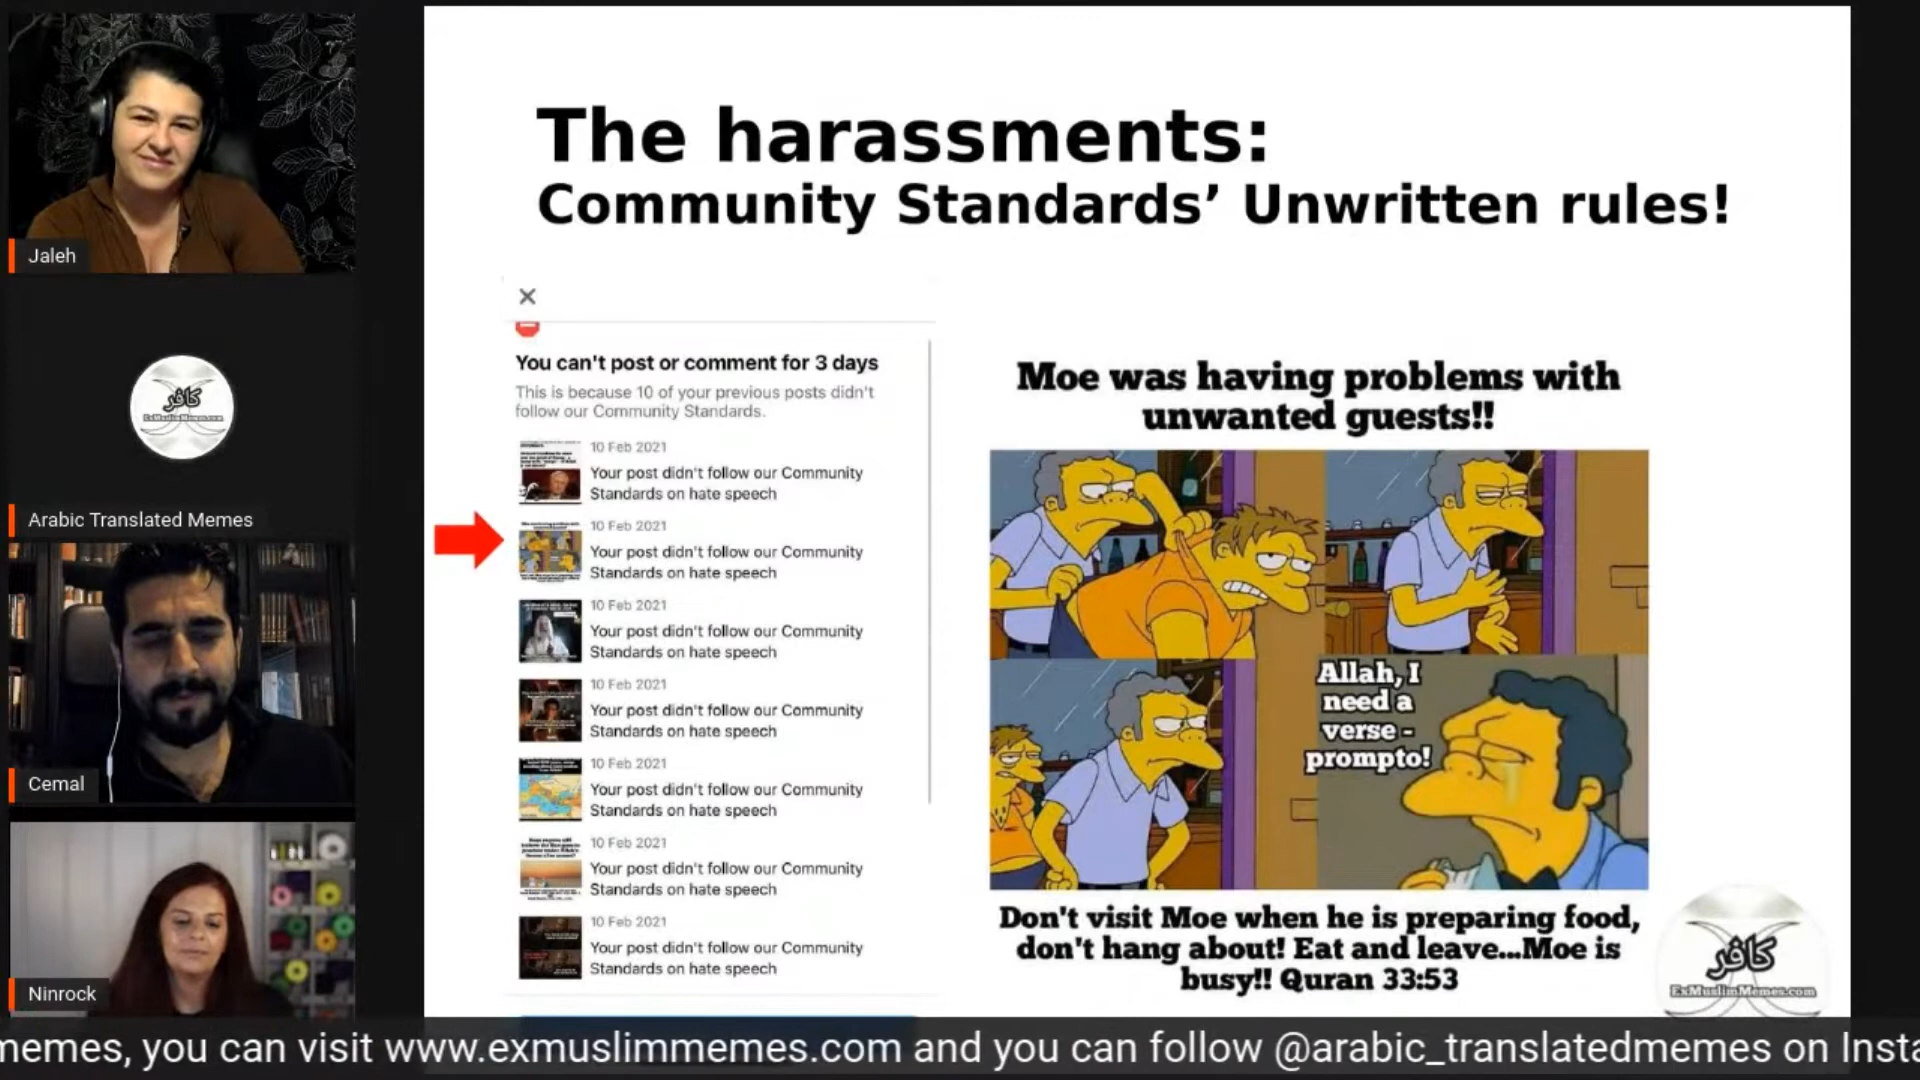 The harassments:
Community Standards’ Unwritten rules!
You can't post or comment for 3 days
This is because 10 of your previous posts didn't
follow our Community Standards.
10 Feb 2021
Your post didn't follow our Community
Standards on hate speech
10 Feb 2021
Your post didn't follow our Community
Standards on hate speech
10 Feb 2021
Your post didn't follow our Community
Standards on hate speech
10 Feb 2021
Your post didn't follow our Community
Standards on hate speech
10 Feb 2021
Your post didn't follow our Community
Standards on hate speech
10 Feb 2021
Your post didn't follow our Community
Standards on hate speech
10 Feb 2021
Your post didn't follow our Community
Standards on hate speech
Moe was having problems with
unwanted guests!!
Allah, I
need a
verse -
prompto!
Don't visit Moe when he is preparing food,
don't hang about! Eat and leave...Moe is
busy!! Quran 33:53
كافر
ExMuslimMemes.com
Jaleh
كافر
ExMuslimMemes.com
Arabic Translated Memes
Cemal
Ninrock
memes, you can visit www.exmuslimmemes.com and you can follow @arabic_translatedmemes on Insta